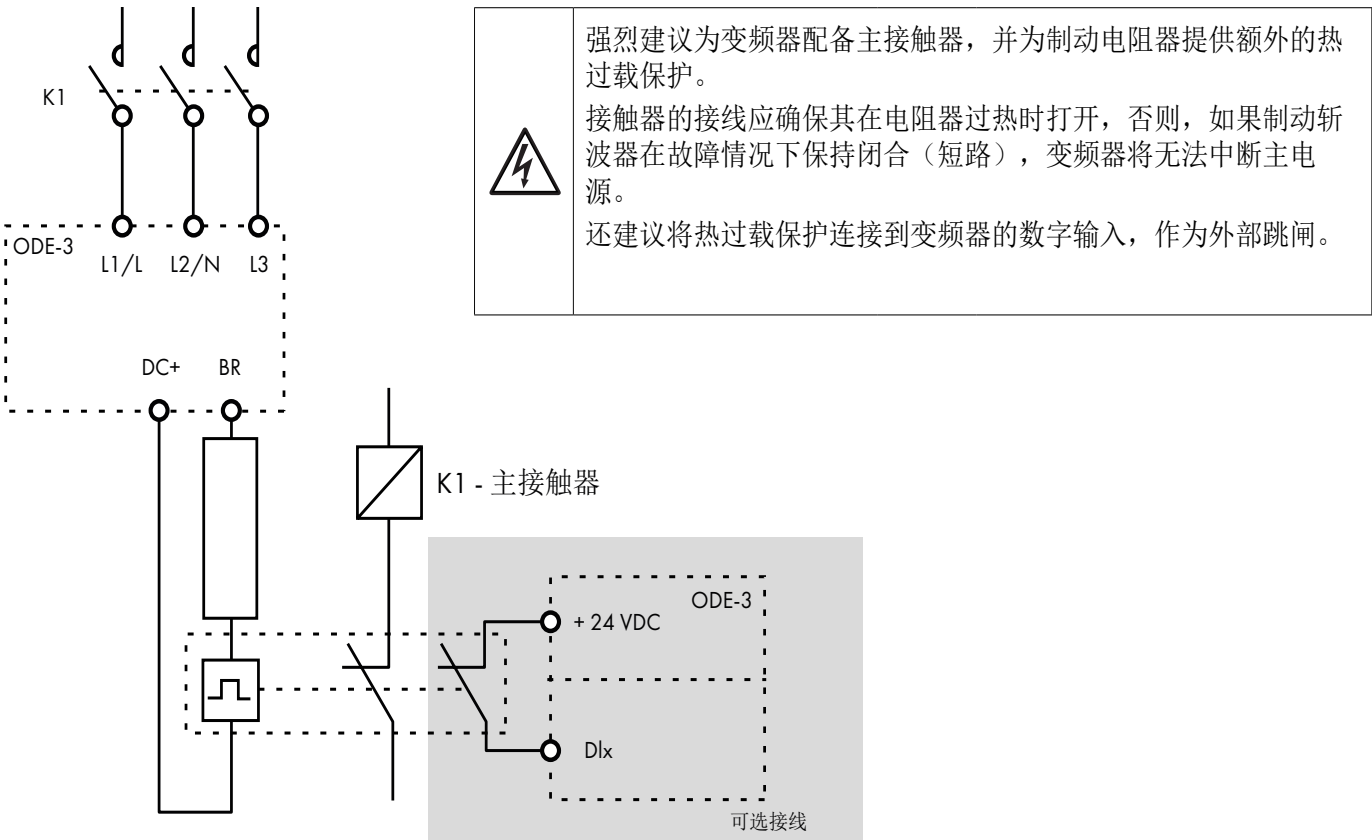 强烈建议为变频器配备主接触器，并为制动电阻器提供额外的热
过载保护。
接触器的接线应确保其在电阻器过热时打开，否则，如果制动斩
波器在故障情况下保持闭合（短路），变频器将无法中断主电
源。
还建议将热过载保护连接到变频器的数字输入，作为外部跳闸。
K1
ODE-3
L1/L L2/N L3
DC+ BR
K1 - 主接触器
ODE-3
+ 24 VDC
DIx
可选接线